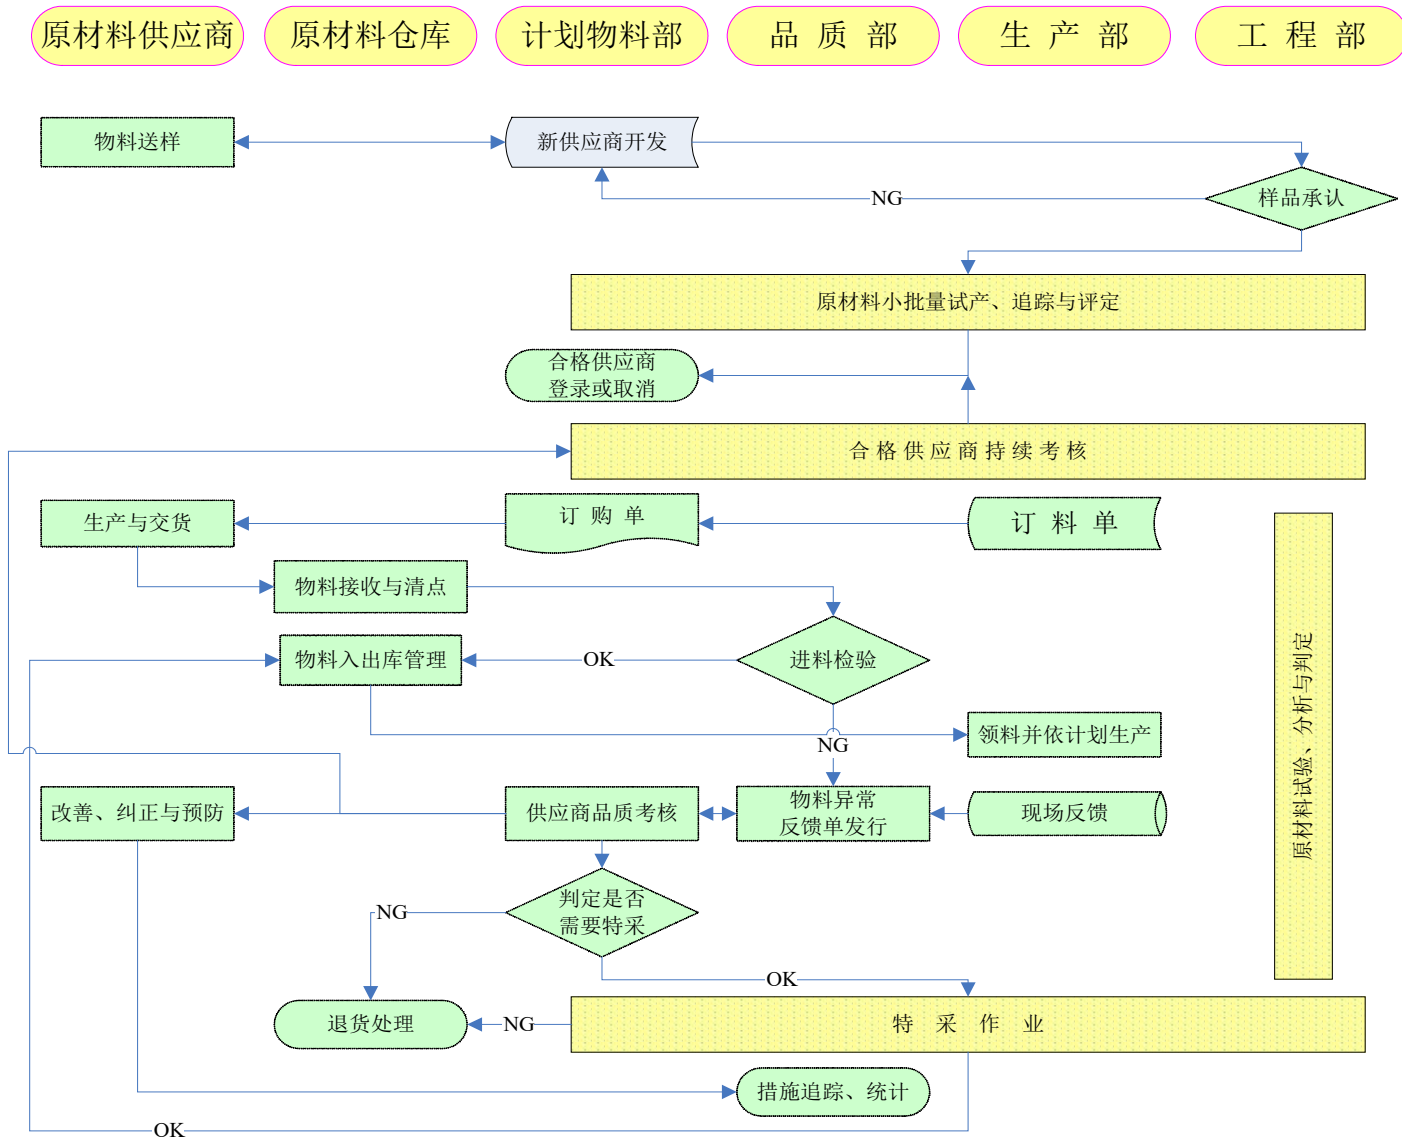 原材料供应商
原材料仓库
计划物料部
品 质 部
生 产 部
工 程 部
物料送样
新供应商开发
NG
样品承认
原材料小批量试产、追踪与评定
合格供应商
登录或取消
合格供应商持续考核
生产与交货
订 购 单
订 料 单
物料接收与清点
物料入出库管理
OK
进料检验
原材料试验、分析与判定
领料并依计划生产
NG
改善、纠正与预防
供应商品质考核
物料异常
反馈单发行
现场反馈
判定是否
需要特采
NG
OK
退货处理
NG
特 采 作 业
措施追踪、统计
OK